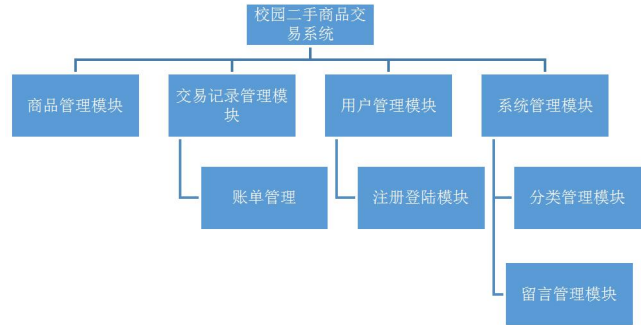 校园二手商品交
易系统
商品管理模块
交易记录管理模
块
用户管理模块
系统管理模块
账单管理
注册登陆模块
分类管理模块
留言管理模块